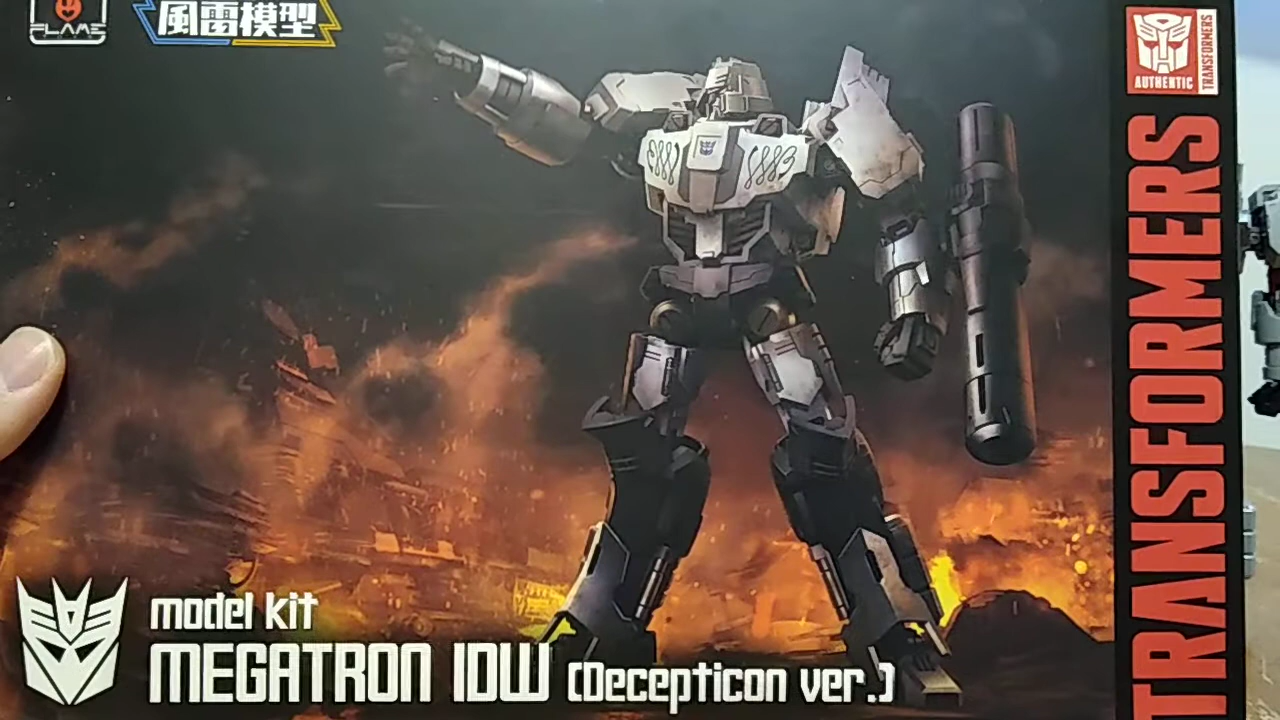 FLAME
風雷模型
AUTHENTIC
TRANSFORMERS
TRANSFORMERS
model kit
MEGATRON IDW (Decepticon ver.)